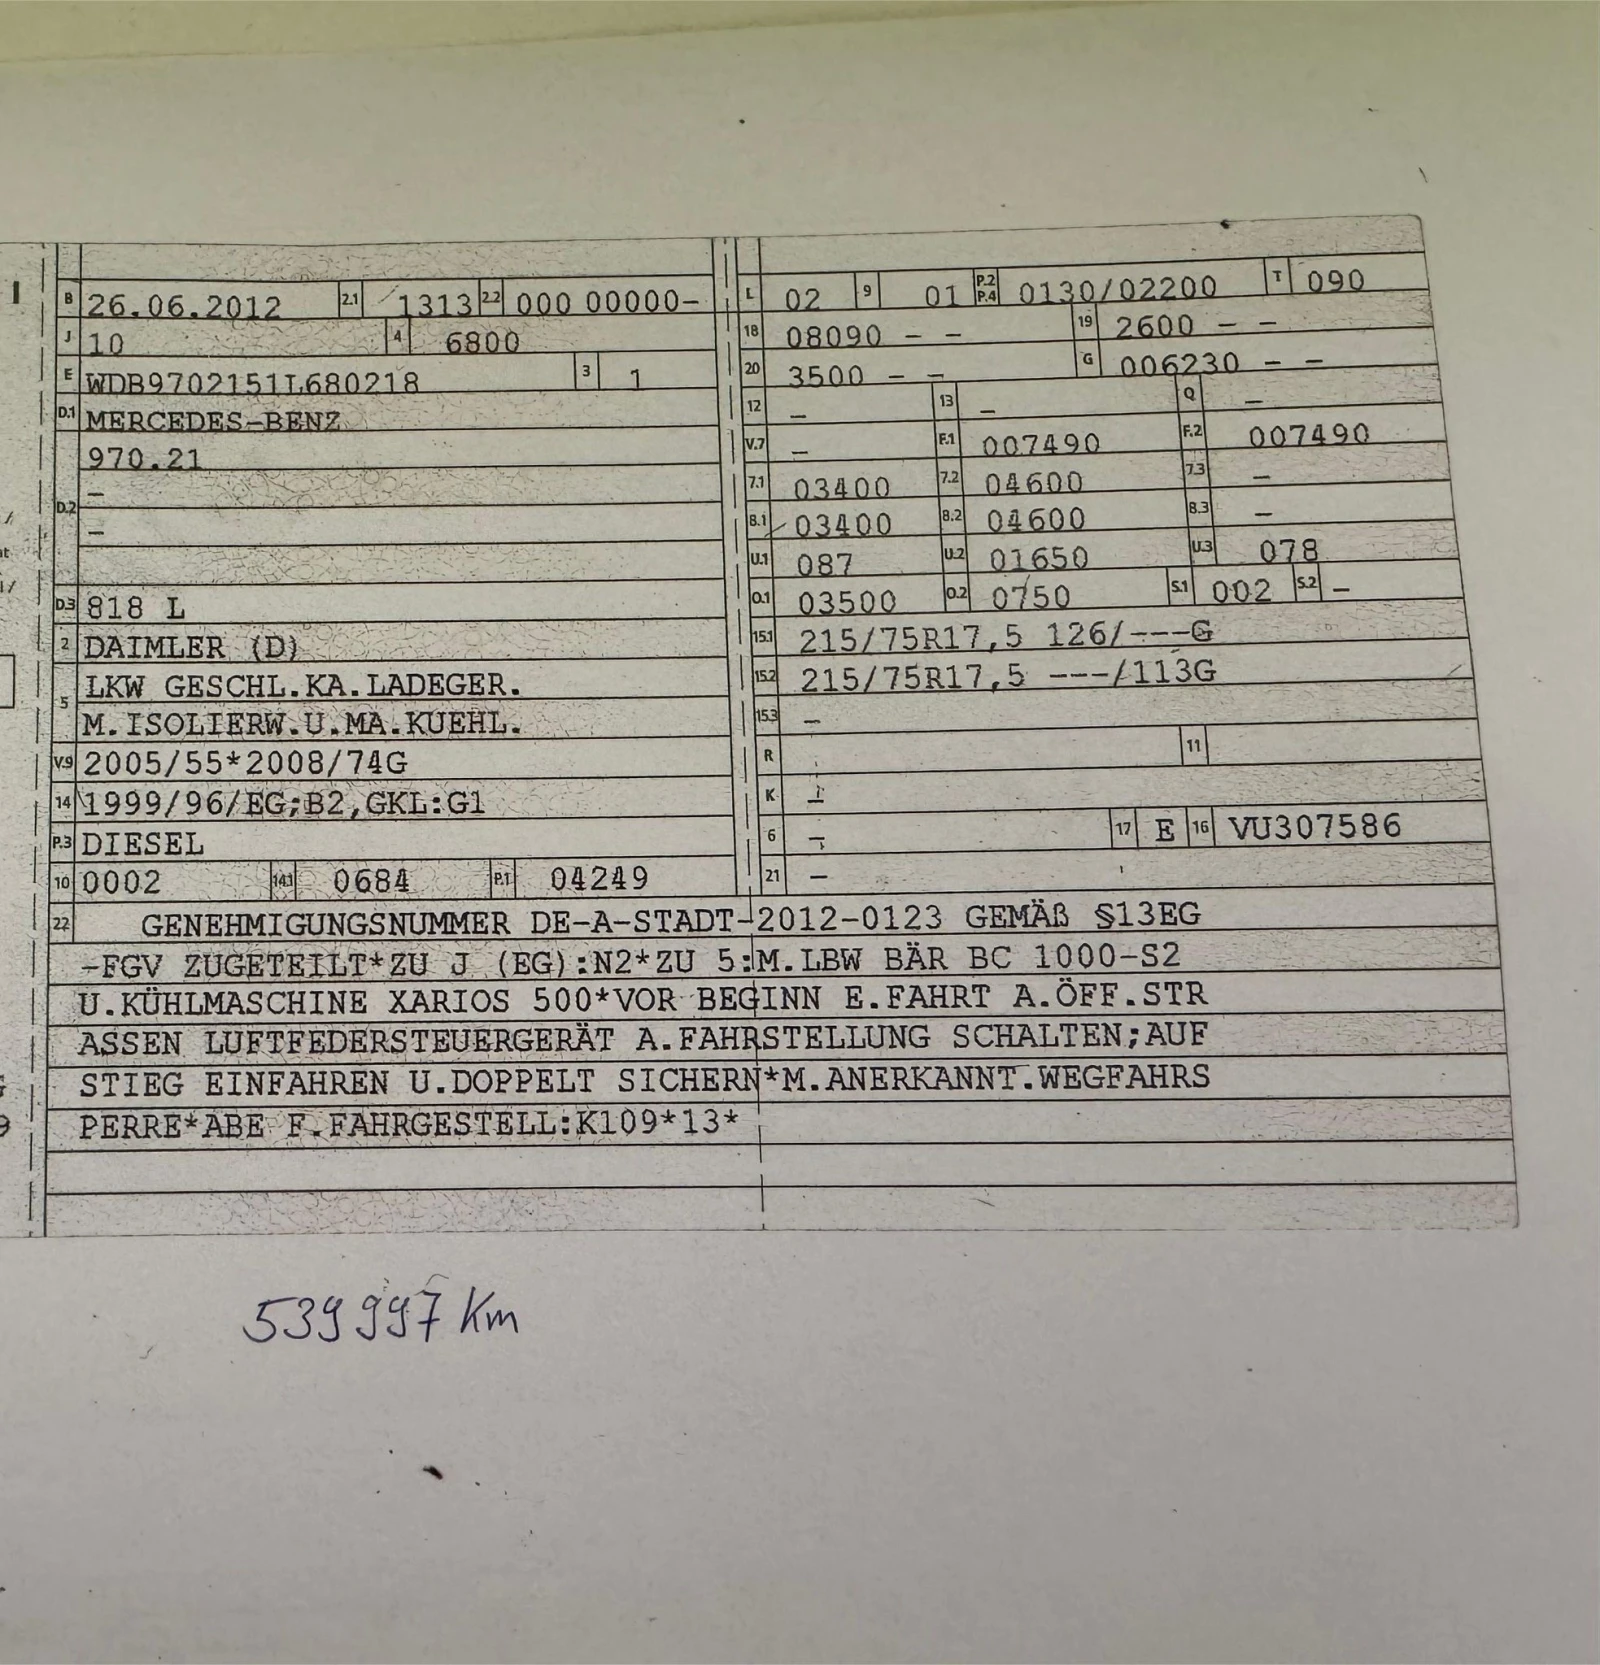 I
B 26.06.2012 2.1 1313 2.2 000 00000-
J 10 4 6800
E WDB9702151L680218 3 1
D.1 MERCEDES-BENZ
970.21
D.2 -
-
D.3 818 L
2 DAIMLER (D)
5 LKW GESCHL.KA.LADEGER.
M.ISOLIERW.U.MA.KUEHL.
V.9 2005/55*2008/74G
14 1999/96/EG;B2,GKL:G1
P.3 DIESEL
10 0002 14.1 0684 P.1 04249
L 02 9 01 P.2 P.4 0130/02200 T 090
18 08090 - - 19 2600 - -
20 3500 - - G 006230 - -
12 - 13 - Q -
V.7 - F.1 007490 F.2 007490
7.1 03400 7.2 04600 7.3 -
8.1 03400 8.2 04600 8.3 -
U.1 087 U.2 01650 U.3 078
O.1 03500 O.2 0750 S.1 002 S.2 -
15.1 215/75R17,5 126/---G
15.2 215/75R17,5 ---/113G
15.3 -
R 11
K -
6 - 17 E 16 VU307586
21 -
22 GENEHMIGUNGSNUMMER DE-A-STADT-2012-0123 GEMÄß §13EG
-FGV ZUGETEILT*ZU J (EG):N2*ZU 5:M.LBW BÄR BC 1000-S2
U.KÜHLMASCHINE XARIOS 500*VOR BEGINN E.FAHRT A.ÖFF.STR
ASSEN LUFTFEDERSTEUERGERÄT A.FAHRSTELLUNG SCHALTEN;AUF
STIEG EINFAHREN U.DOPPELT SICHERN*M.ANERKANNT.WEGFAHRS
PERRE*ABE F.FAHRGESTELL:K109*13*
539997 Km